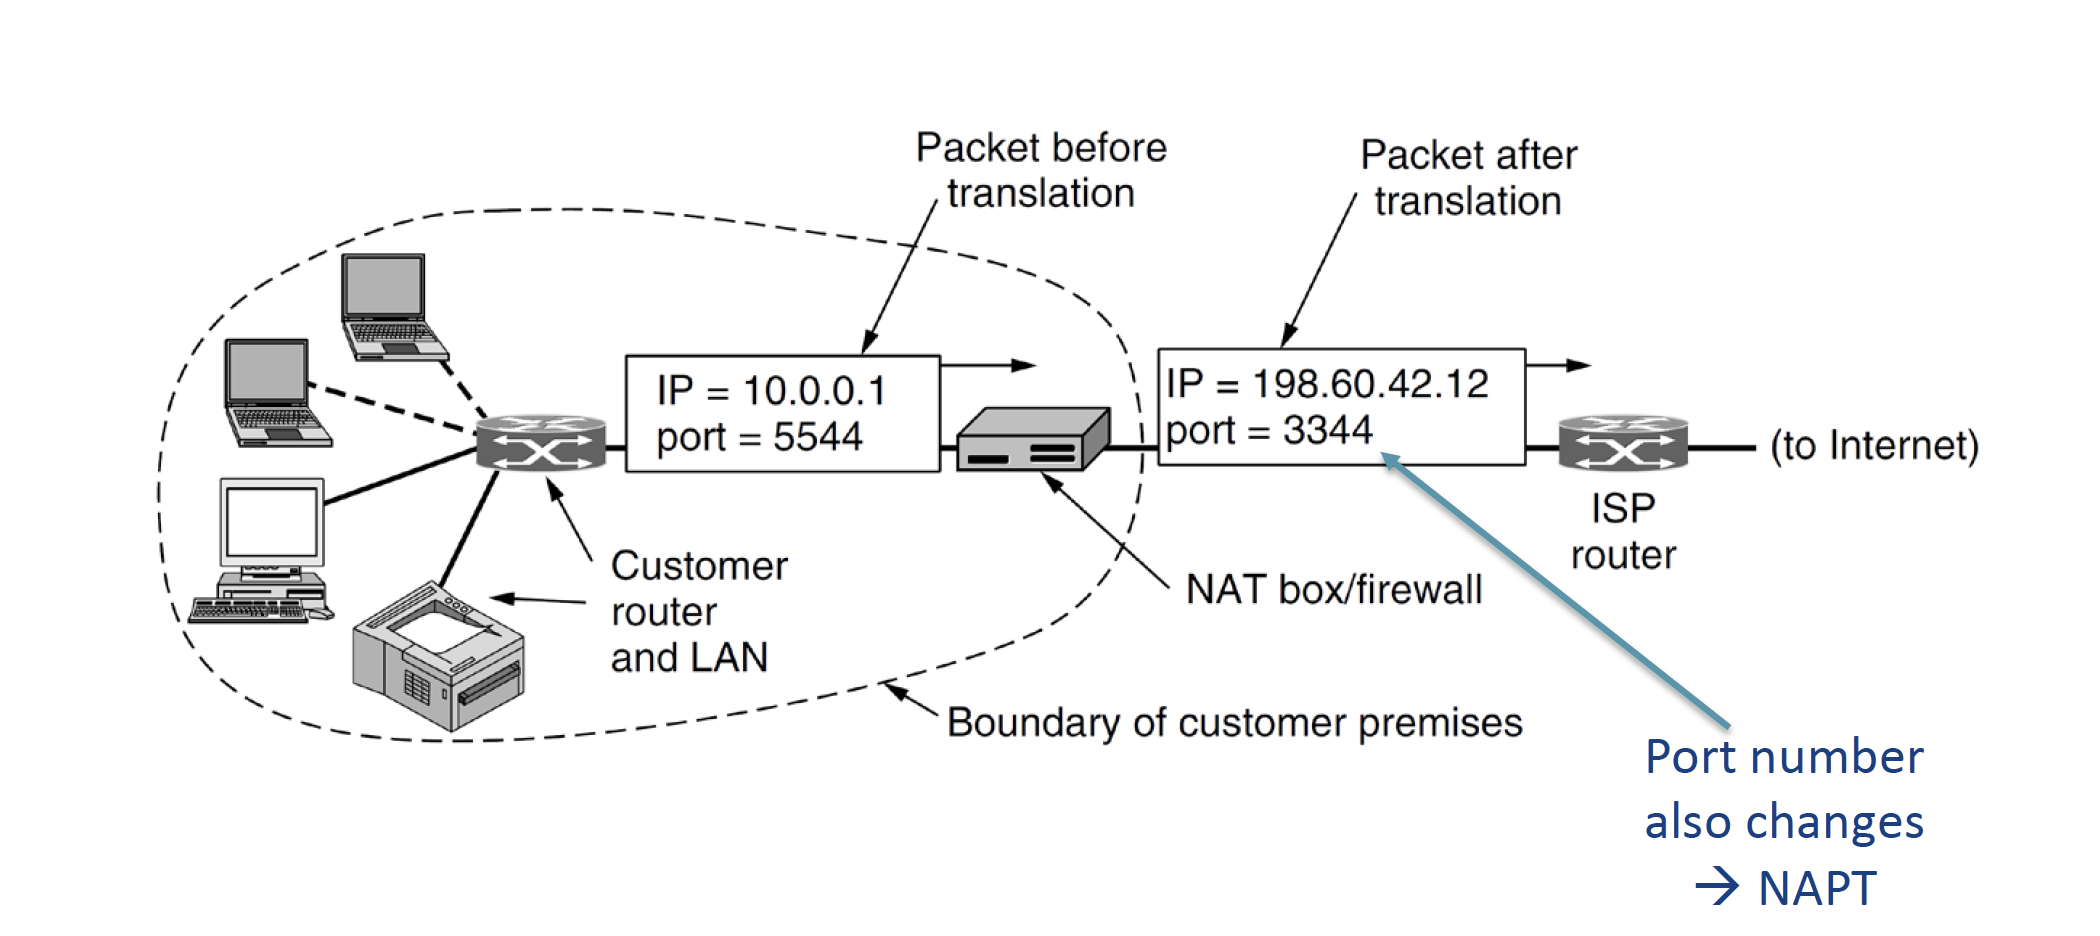 Packet before
translation
Packet after
translation
IP = 10.0.0.1
port = 5544
IP = 198.60.42.12
port = 3344
(to Internet)
ISP
router
Customer
router
and LAN
NAT box/firewall
Boundary of customer premises
Port number
also changes
→ NAPT